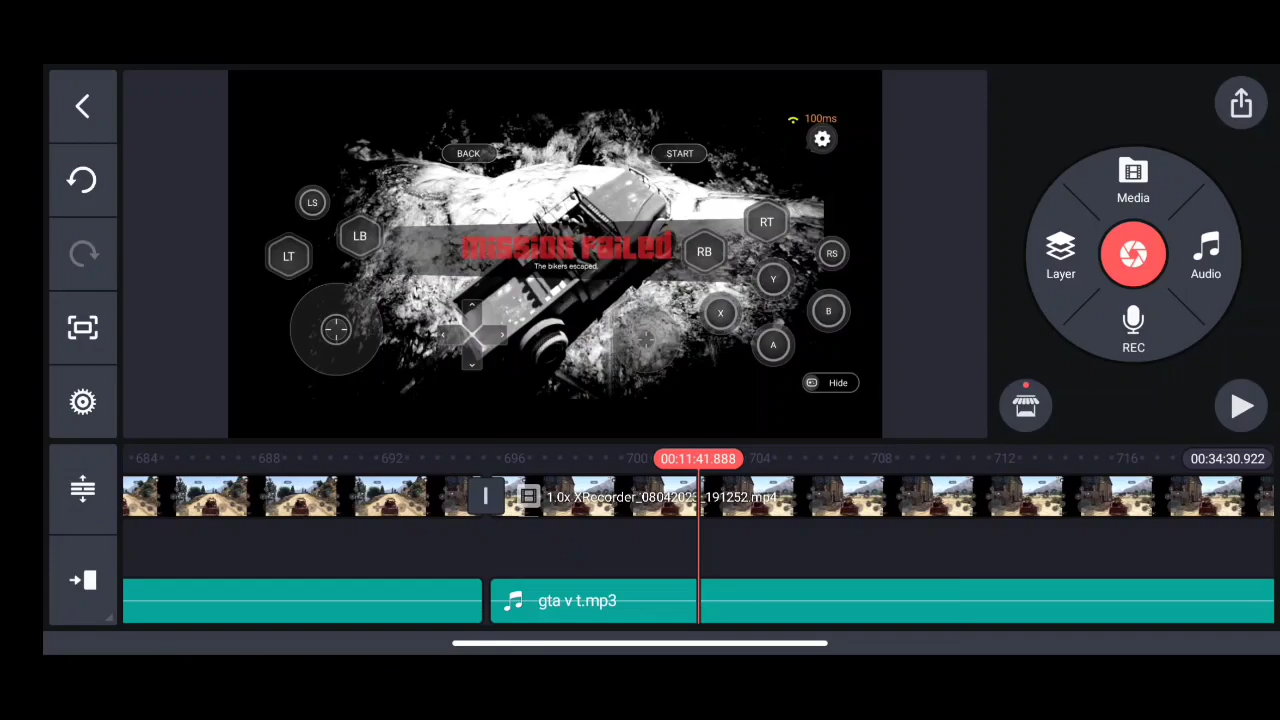 100ms
BACK
START
LS
LT
LB
RT
RB
RS
Y
X
B
A
mission failed
The bikers escaped.
Hide
Media
Layer
Audio
REC
684
688
692
696
700
00:11:41.888
704
708
712
716
00:34:30.922
1.0x XRecorder_08042023_191252.mp4
gta v t.mp3